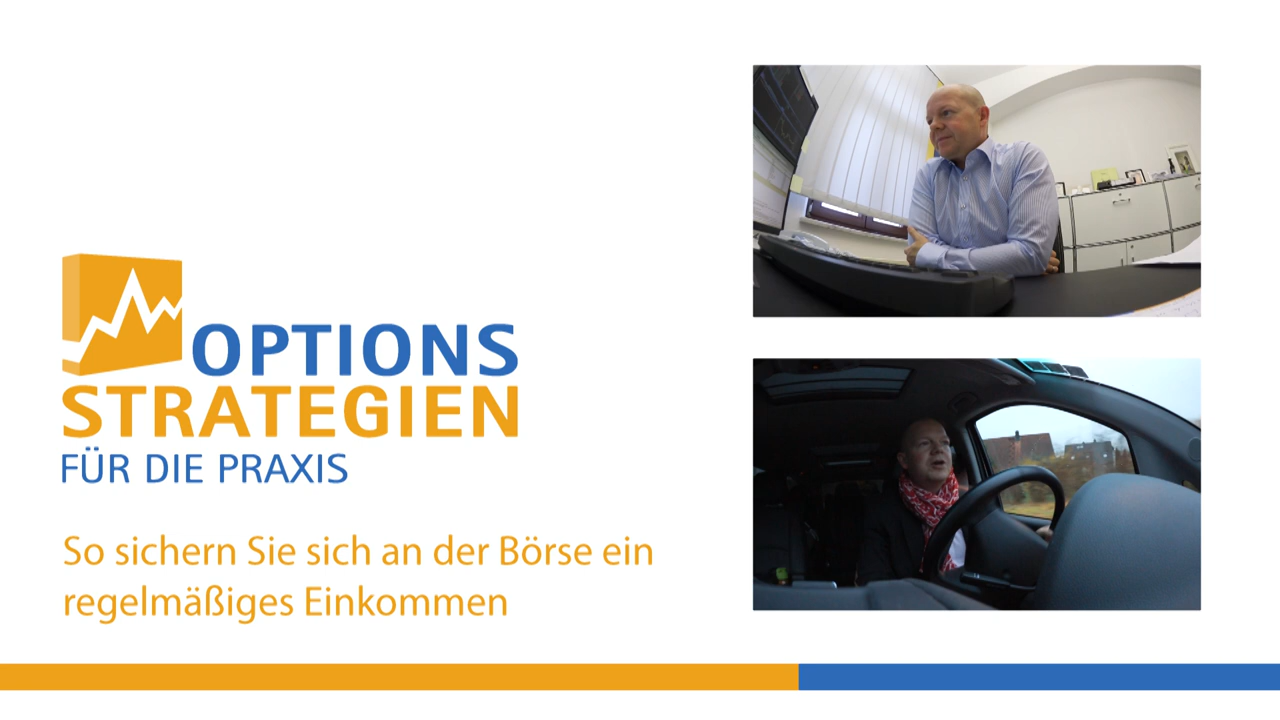 OPTIONS
STRATEGIEN
FÜR DIE PRAXIS
So sichern Sie sich an der Börse ein
regelmäßiges Einkommen